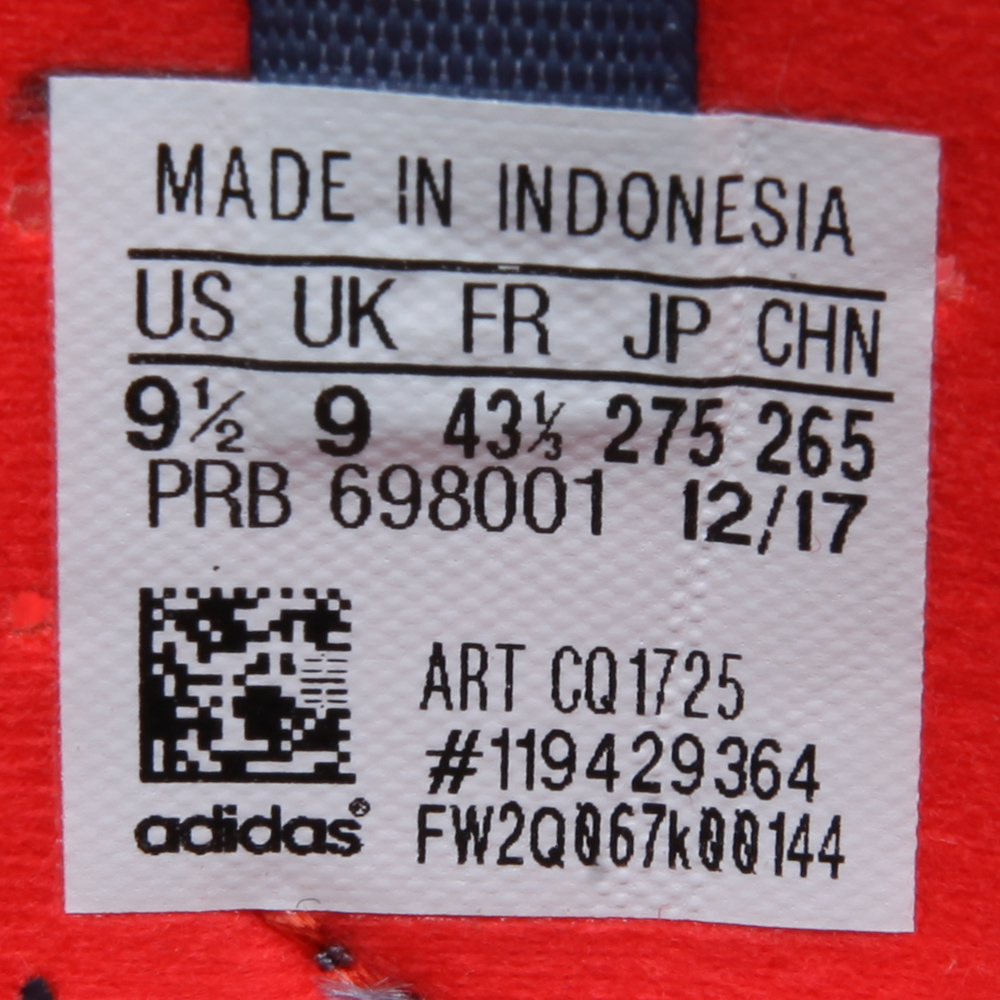 MADE IN INDONESIA
US UK FR JP CHN
9½ 9 43⅓ 275 265
PRB 698001 12/17
ART CQ1725
#119429364
adidas®
FW2Q067k00144